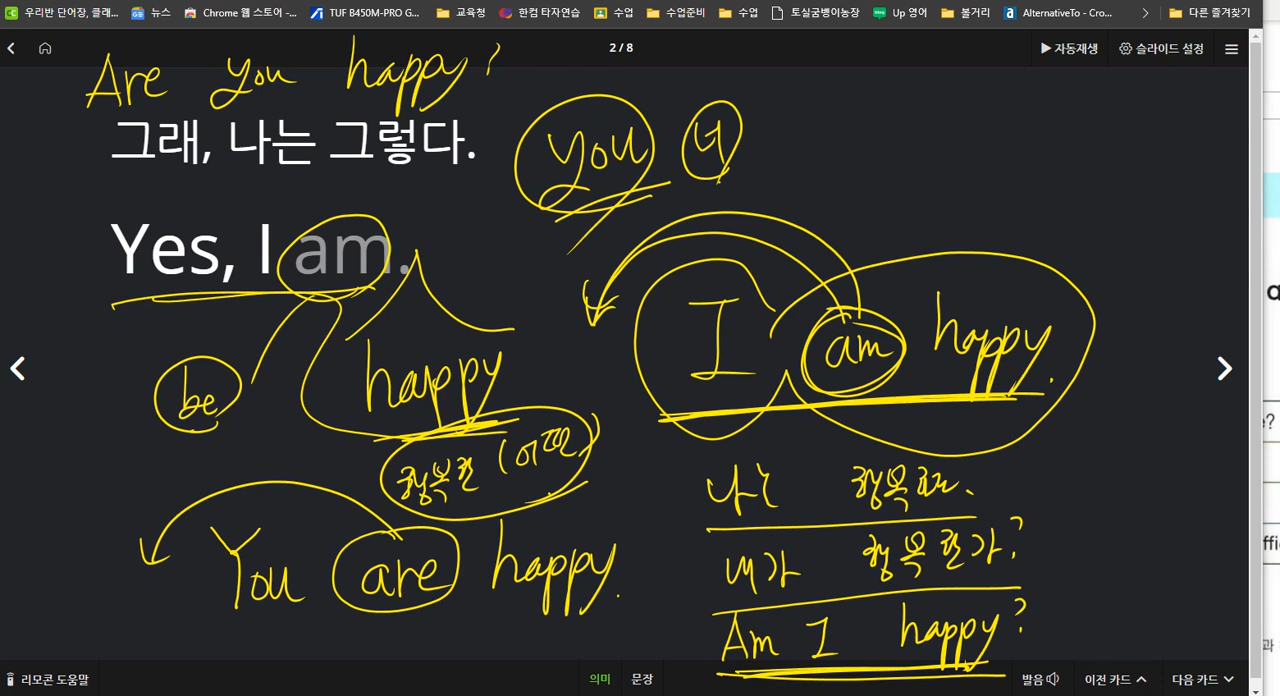 우리반 단어장, 클래... 뉴스 Chrome 웹 스토어 -... TUF B450M-PRO G... 교육청 한컴 타자연습 수업 수업준비 수업 토실굼벵이농장 Up 영어 볼거리 AlternativeTo - Cro... 다른 즐겨찾기
2 / 8 자동재생 슬라이드 설정
Are you happy?
그래, 나는 그렇다.
you 너
Yes, I am.
I am happy.
be
happy
행복한 (어떤)
나는 행복하다.
You are happy.
내가 행복한가?
Am I happy?
리모콘 도움말 의미 문장 발음 이전 카드 다음 카드